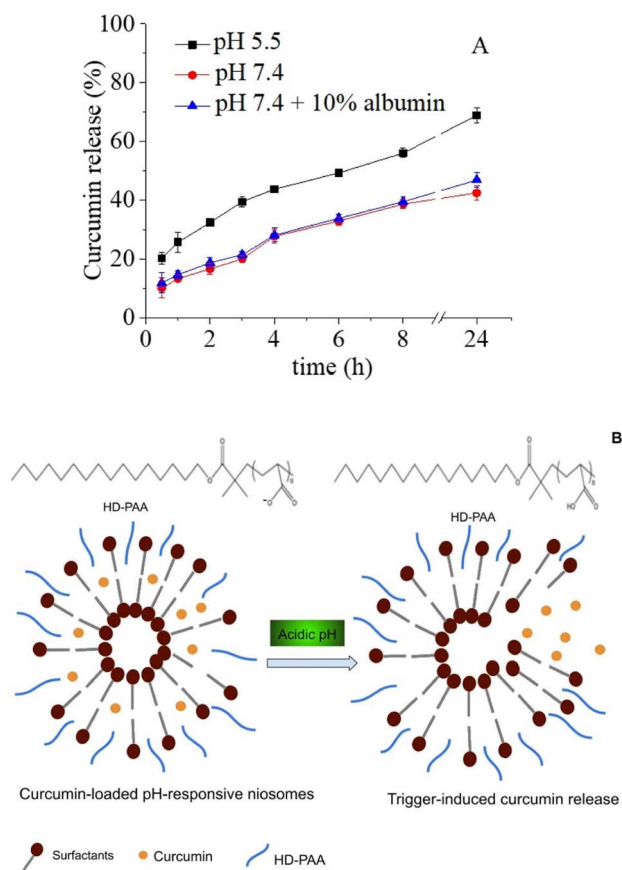 A
pH 5.5
pH 7.4
pH 7.4 + 10% albumin
Curcumin release (%)
100
80
60
40
20
0
0 2 4 6 8 24
time (h)
B
O O n O -O
O O n O HO
HD-PAA HD-PAA
Acidic pH
Curcumin-loaded pH-responsive niosomes
Trigger-induced curcumin release
Surfactants Curcumin HD-PAA